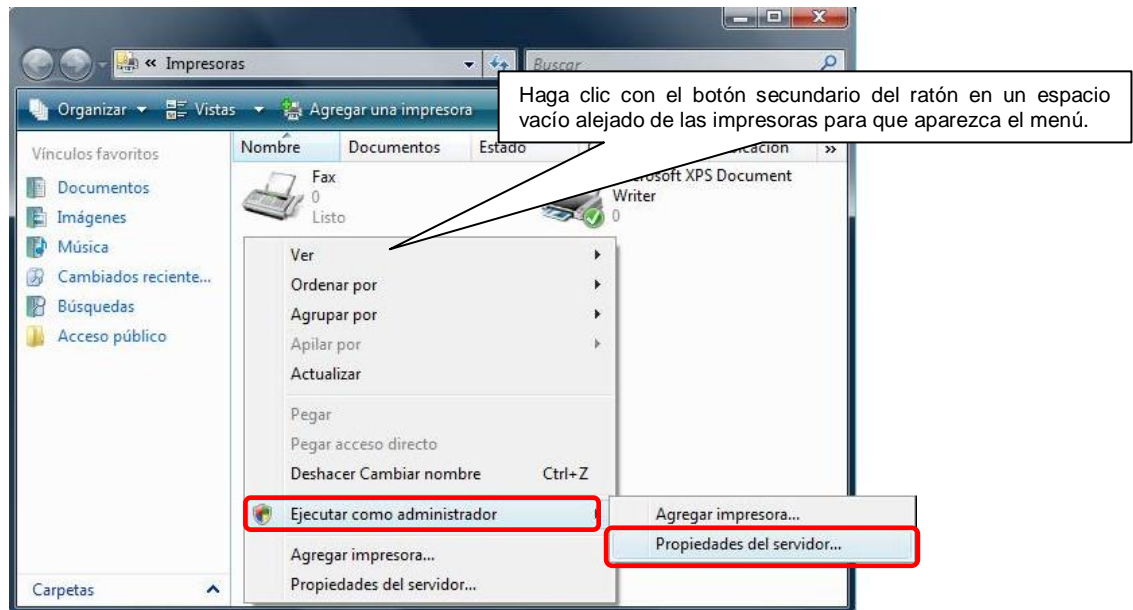 « Impresoras
Buscar
Haga clic con el botón secundario del ratón en un espacio
vacío alejado de las impresoras para que aparezca el menú.
Organizar
Vistas
Agregar una impresora
Vínculos favoritos
Documentos
Imágenes
Música
Cambiados reciente...
Búsquedas
Acceso público
Carpetas
Nombre
Documentos
Estado
»
Fax
0
Listo
XPS Document
Writer
0
Ver
Ordenar por
Agrupar por
Apilar por
Actualizar
Pegar
Pegar acceso directo
Deshacer Cambiar nombre Ctrl+Z
Ejecutar como administrador
Agregar impresora...
Propiedades del servidor...
Agregar impresora...
Propiedades del servidor...